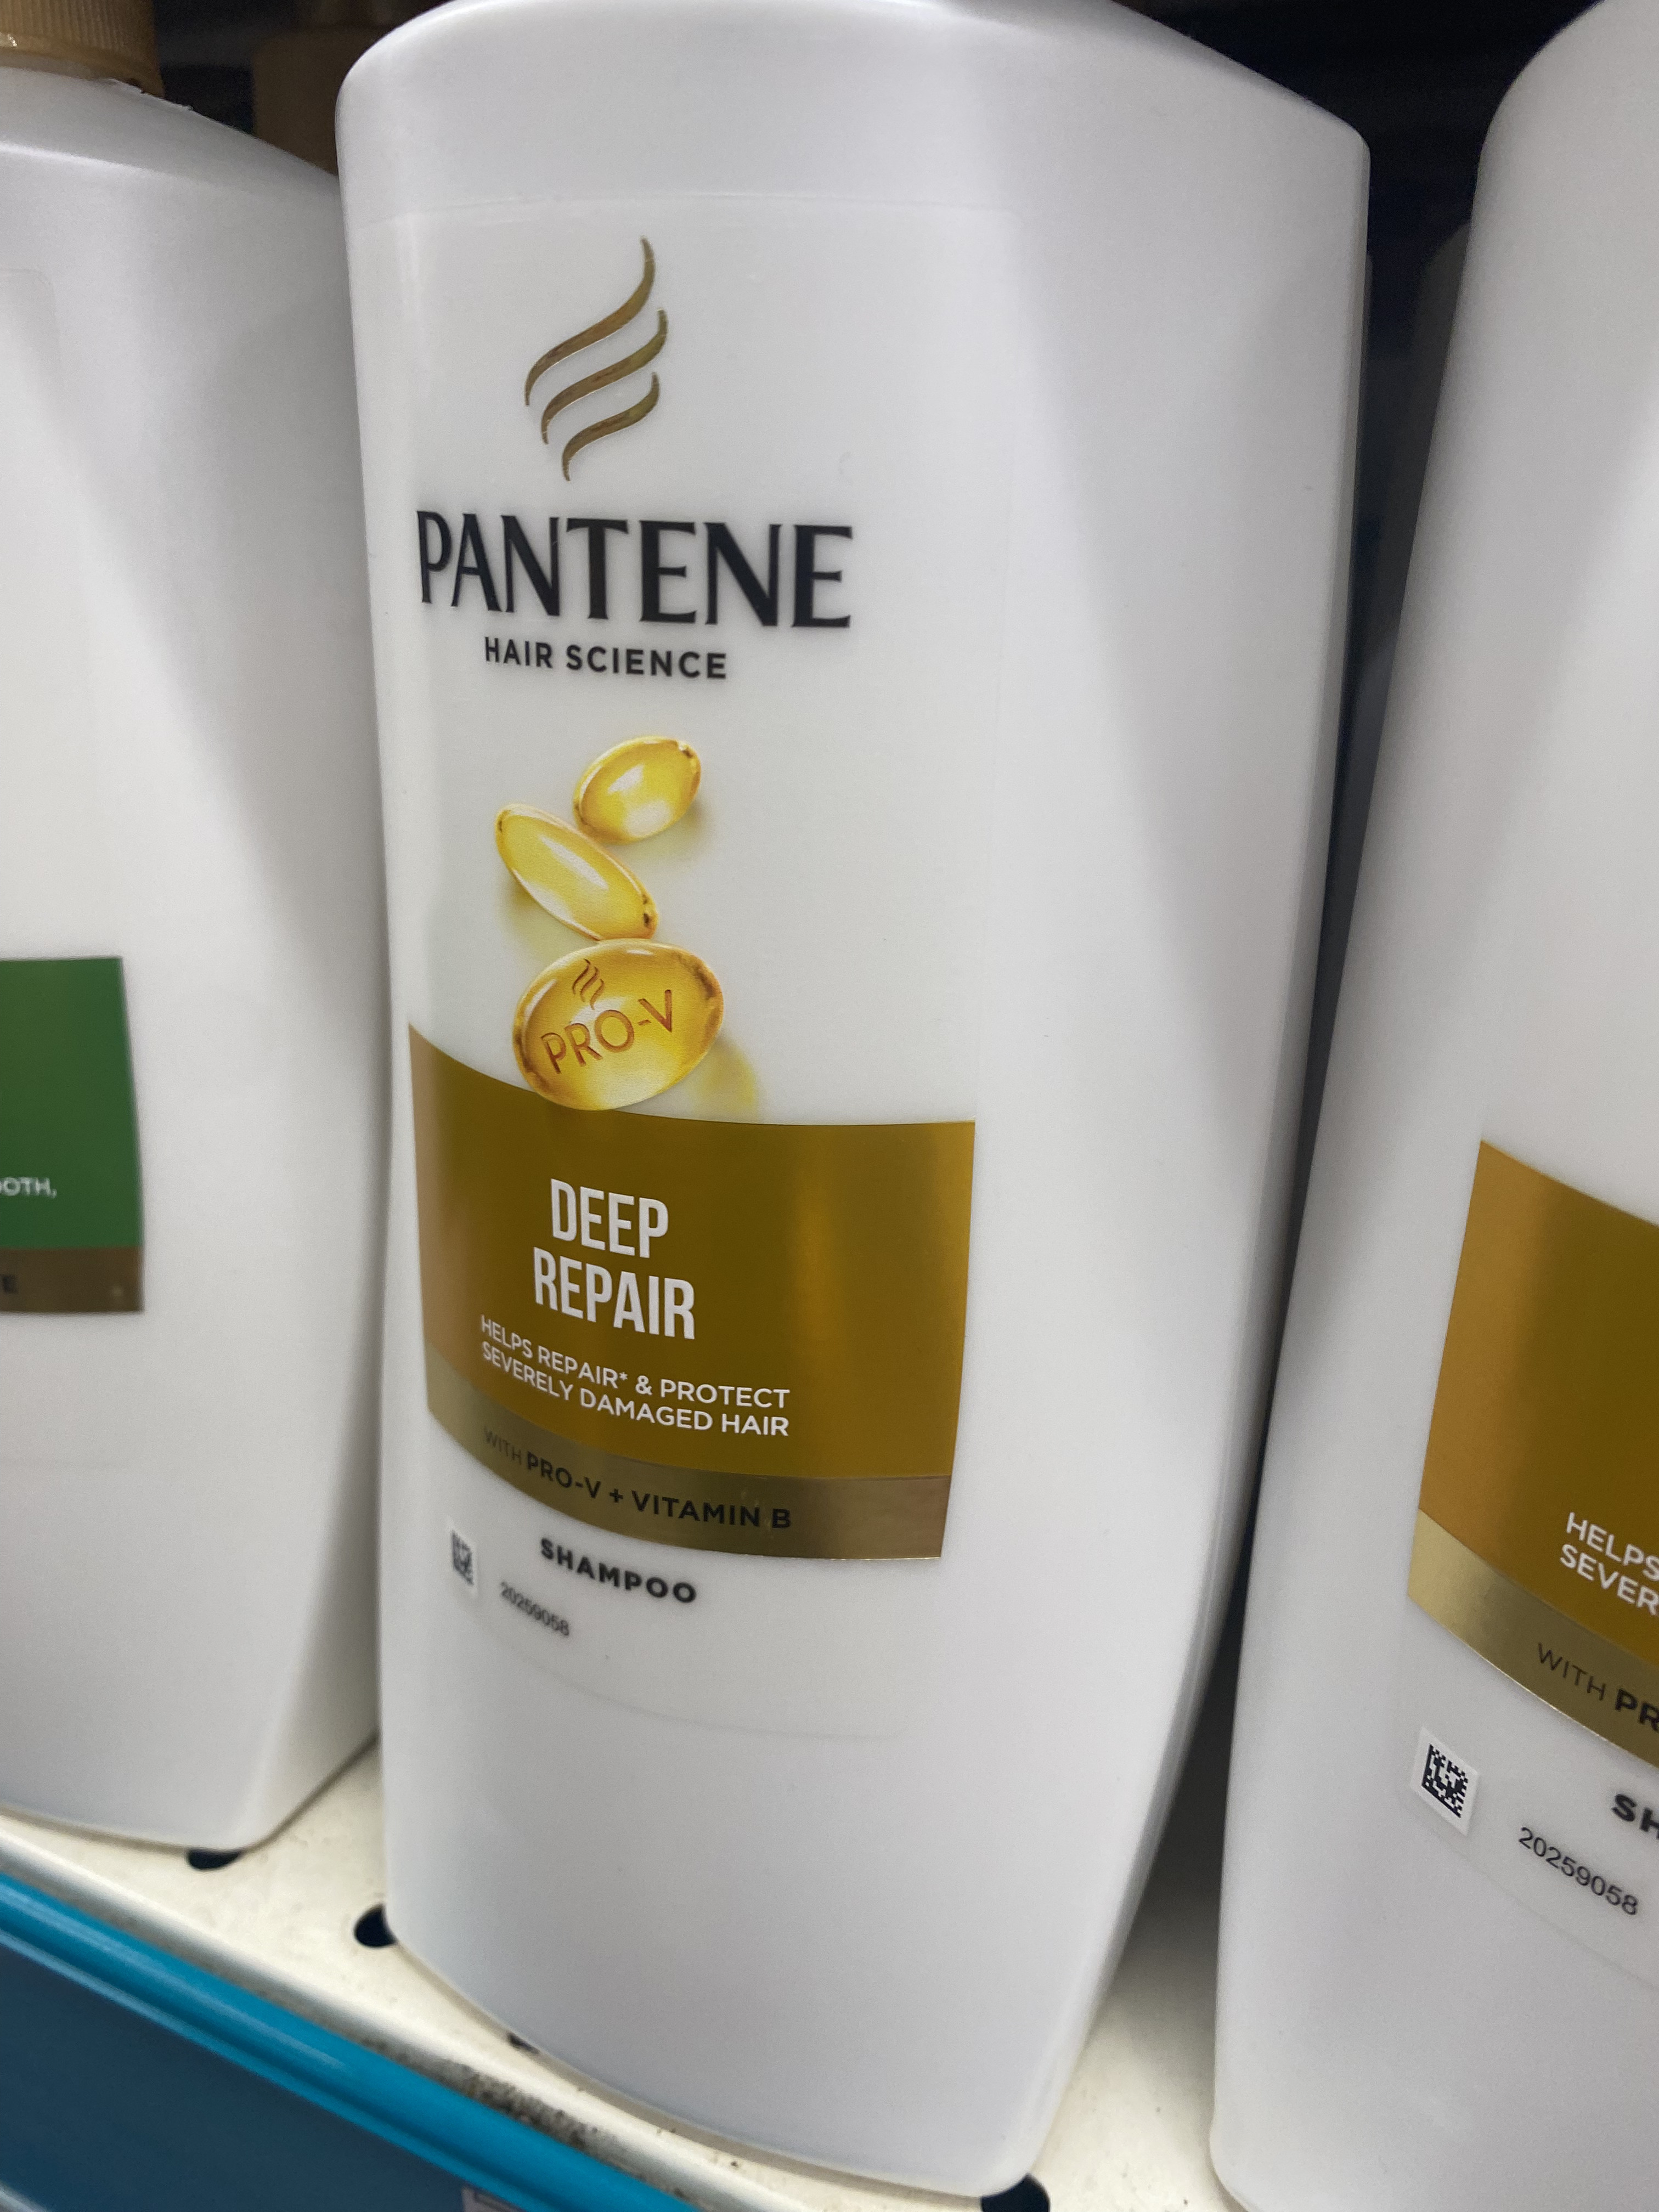 PANTENE
HAIR SCIENCE
PRO-V
DEEP
REPAIR
HELPS REPAIR* & PROTECT
SEVERELY DAMAGED HAIR
WITH PRO-V + VITAMIN B
SHAMPOO
20259058
OOTH,
E
HELPS
SEVER
WITH PR
SH
20259058